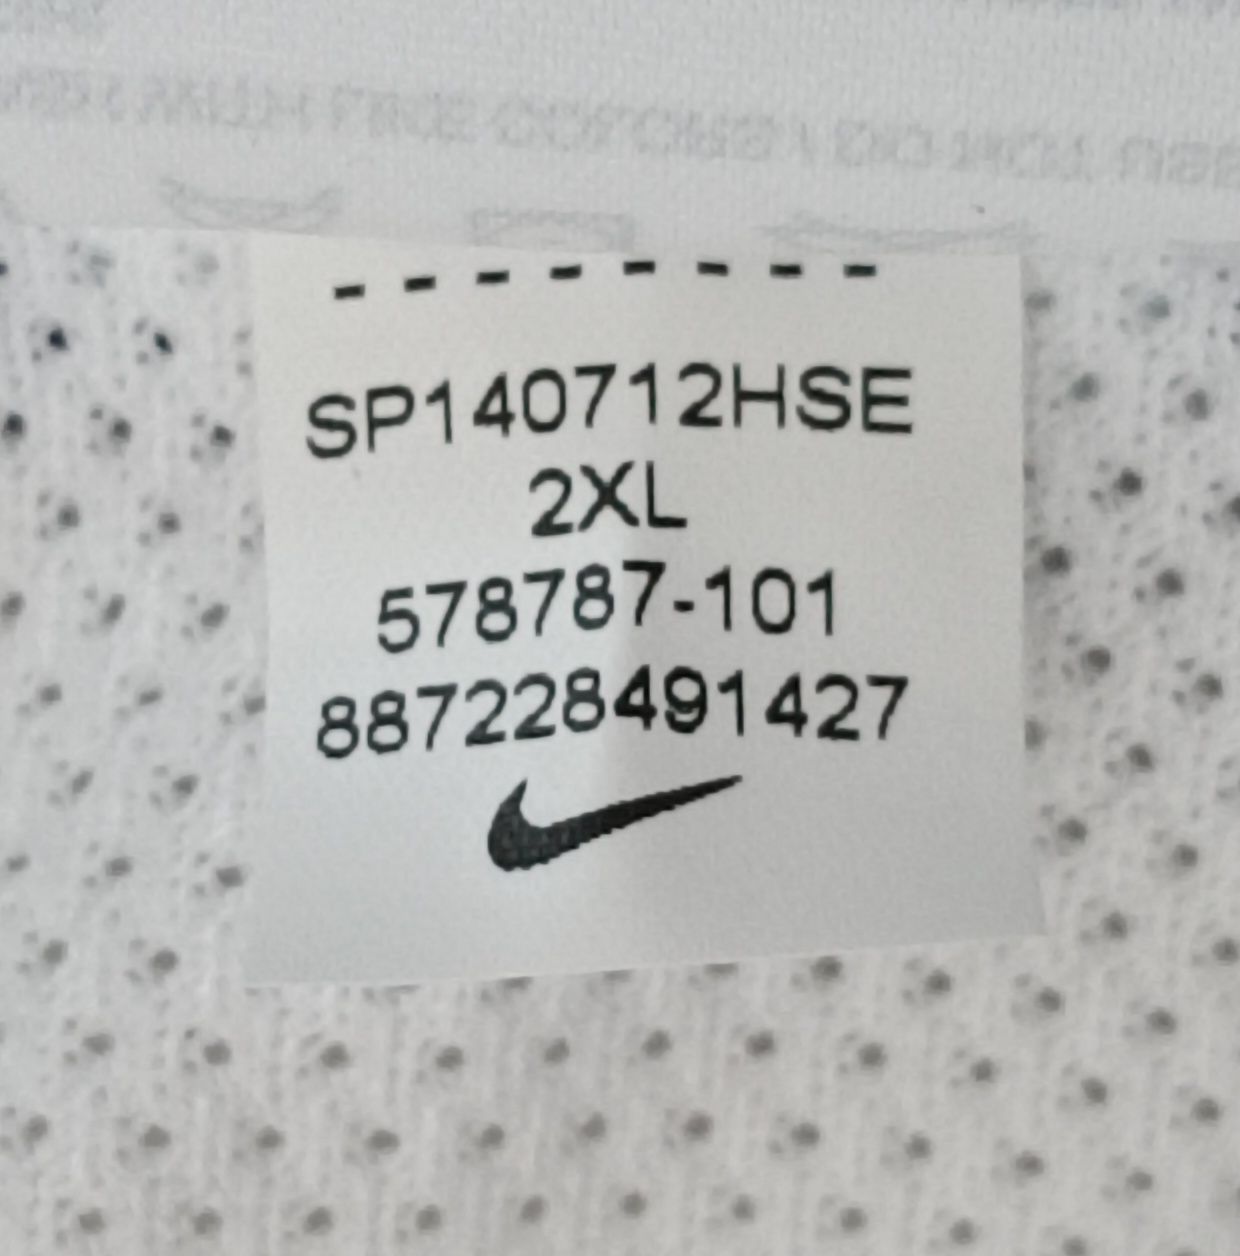 - - - - - - - -
SP140712HSE
2XL
578787-101
887228491427